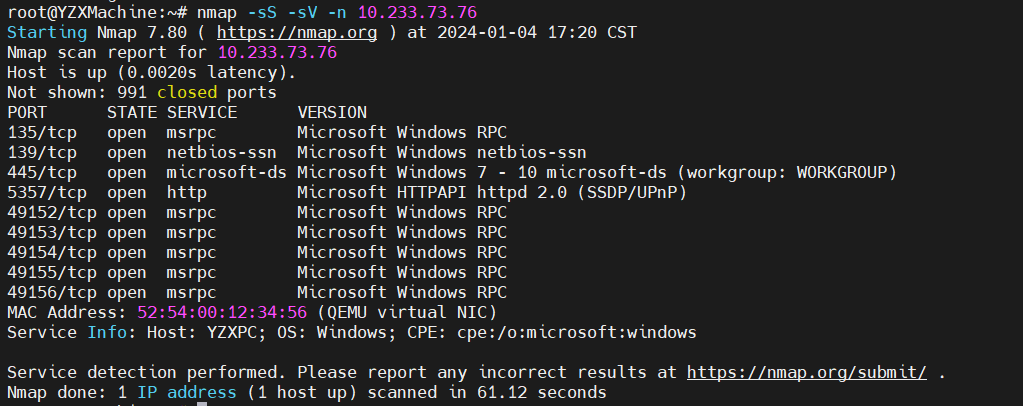 root@YZXMachine:~# nmap -sS -sV -n 10.233.73.76
Starting Nmap 7.80 ( https://nmap.org ) at 2024-01-04 17:20 CST
Nmap scan report for 10.233.73.76
Host is up (0.0020s latency).
Not shown: 991 closed ports
PORT      STATE SERVICE      VERSION
135/tcp   open  msrpc        Microsoft Windows RPC
139/tcp   open  netbios-ssn  Microsoft Windows netbios-ssn
445/tcp   open  microsoft-ds Microsoft Windows 7 - 10 microsoft-ds (workgroup: WORKGROUP)
5357/tcp  open  http         Microsoft HTTPAPI httpd 2.0 (SSDP/UPnP)
49152/tcp open  msrpc        Microsoft Windows RPC
49153/tcp open  msrpc        Microsoft Windows RPC
49154/tcp open  msrpc        Microsoft Windows RPC
49155/tcp open  msrpc        Microsoft Windows RPC
49156/tcp open  msrpc        Microsoft Windows RPC
MAC Address: 52:54:00:12:34:56 (QEMU virtual NIC)
Service Info: Host: YZXPC; OS: Windows; CPE: cpe:/o:microsoft:windows

Service detection performed. Please report any incorrect results at https://nmap.org/submit/ .
Nmap done: 1 IP address (1 host up) scanned in 61.12 seconds